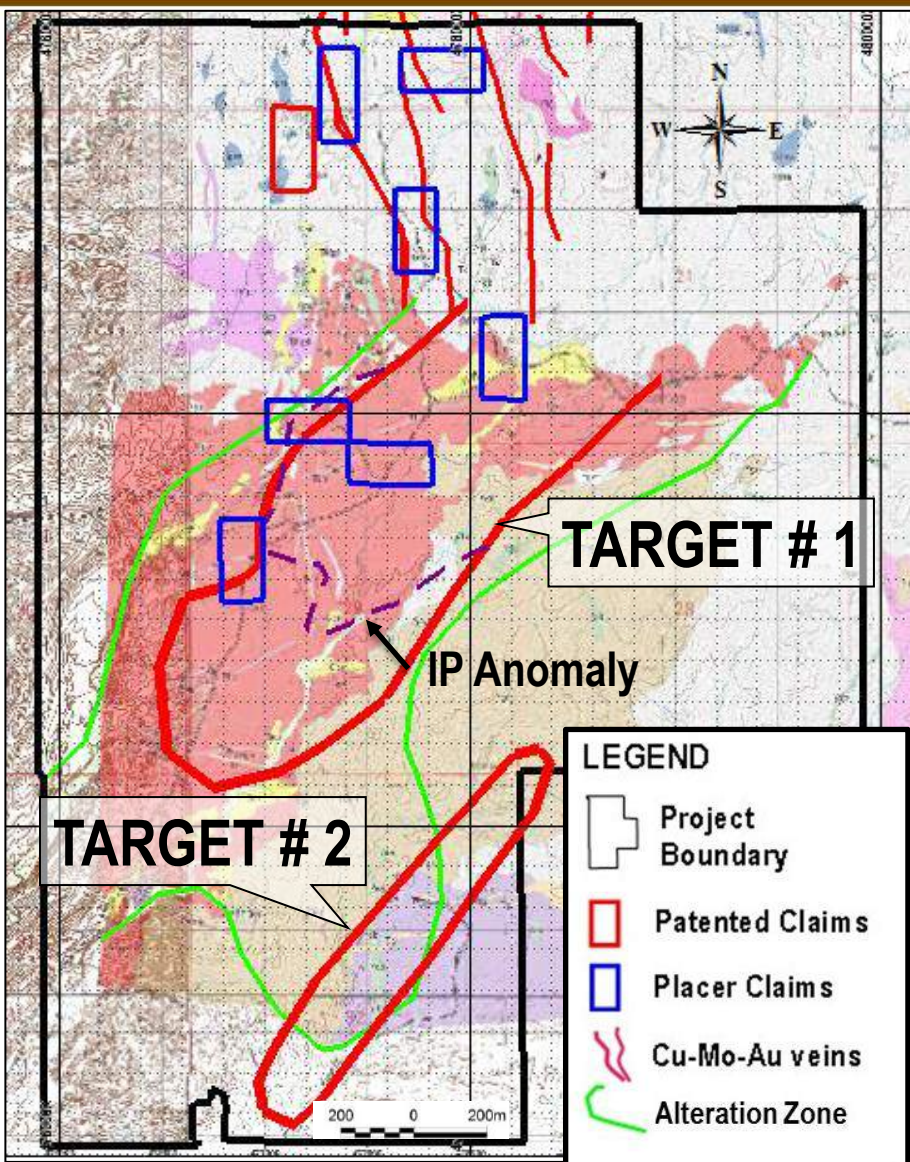 N
W E
S
TARGET # 1
IP Anomaly
TARGET # 2
LEGEND
Project
Boundary
Patented Claims
Placer Claims
Cu-Mo-Au veins
Alteration Zone
200 0 200m